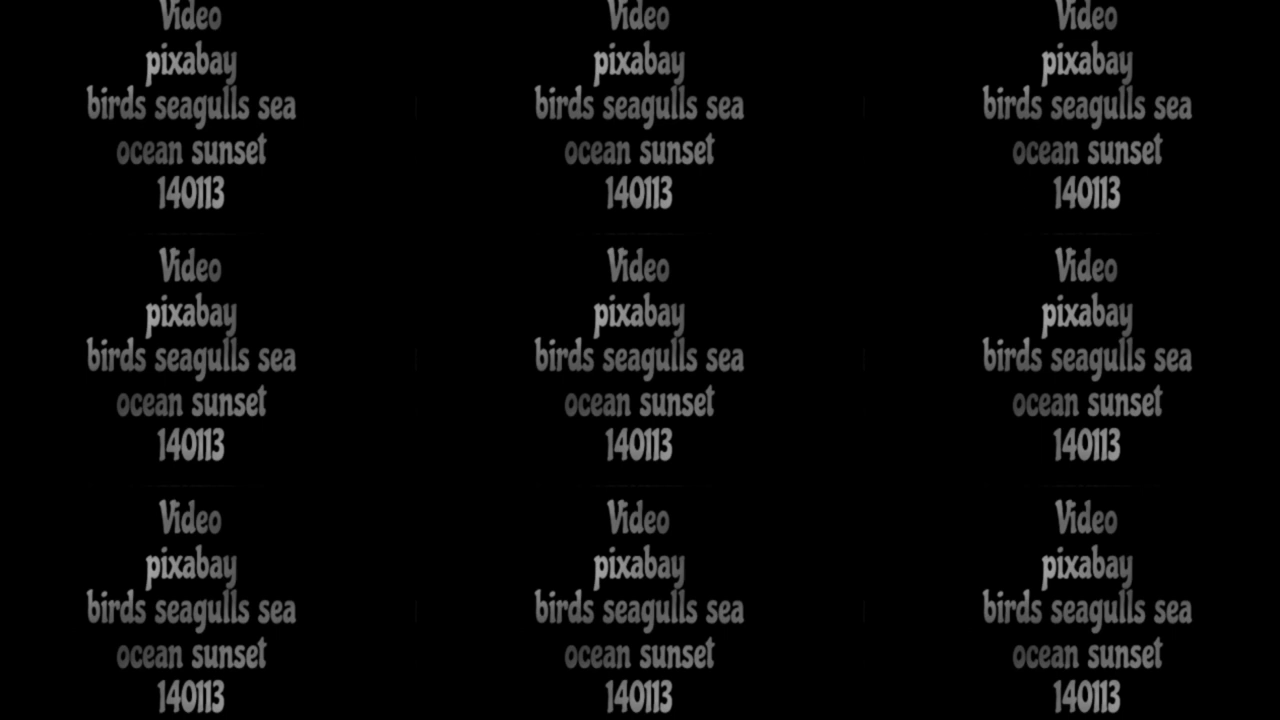 Video Video Video
pixabay pixabay pixabay
birds seagulls sea birds seagulls sea birds seagulls sea
ocean sunset ocean sunset ocean sunset
140113 140113 140113
Video Video Video
pixabay pixabay pixabay
birds seagulls sea birds seagulls sea birds seagulls sea
ocean sunset ocean sunset ocean sunset
140113 140113 140113
Video Video Video
pixabay pixabay pixabay
birds seagulls sea birds seagulls sea birds seagulls sea
ocean sunset ocean sunset ocean sunset
140113 140113 140113